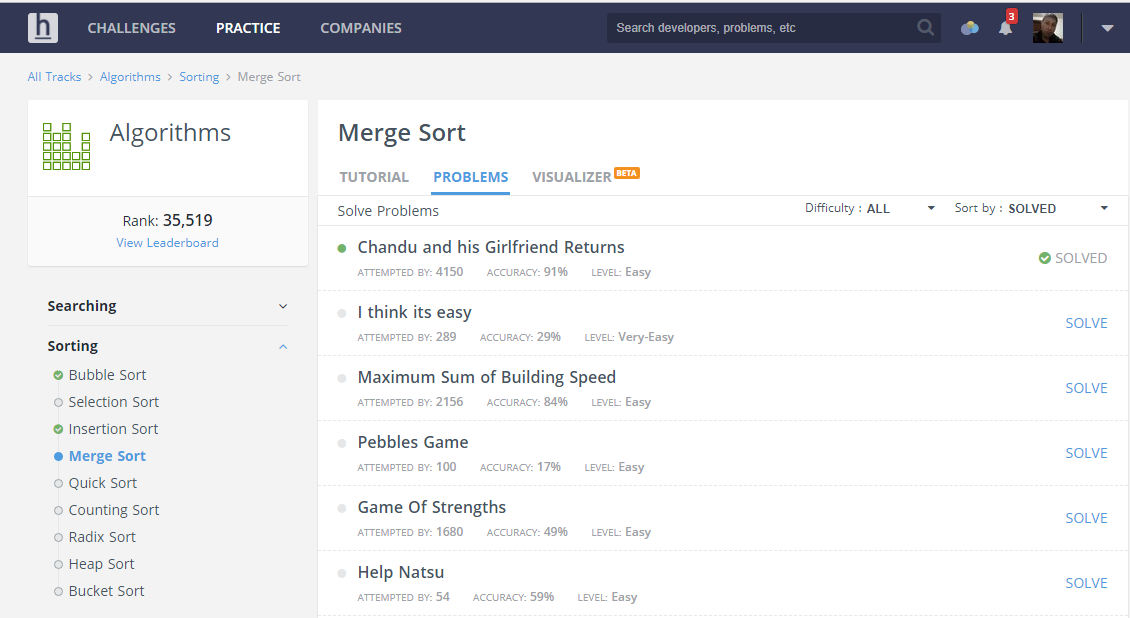 h CHALLENGES PRACTICE COMPANIES Search developers, problems, etc 3
All Tracks > Algorithms > Sorting > Merge Sort
Algorithms
Rank: 35,519
View Leaderboard
Searching
Sorting
Bubble Sort
Selection Sort
Insertion Sort
Merge Sort
Quick Sort
Counting Sort
Radix Sort
Heap Sort
Bucket Sort
Merge Sort
TUTORIAL PROBLEMS VISUALIZER BETA
Solve Problems Difficulty : ALL Sort by : SOLVED
Chandu and his Girlfriend Returns
ATTEMPTED BY: 4150 ACCURACY: 91% LEVEL: Easy
SOLVED
I think its easy
ATTEMPTED BY: 289 ACCURACY: 29% LEVEL: Very-Easy
SOLVE
Maximum Sum of Building Speed
ATTEMPTED BY: 2156 ACCURACY: 84% LEVEL: Easy
SOLVE
Pebbles Game
ATTEMPTED BY: 100 ACCURACY: 17% LEVEL: Easy
SOLVE
Game Of Strengths
ATTEMPTED BY: 1680 ACCURACY: 49% LEVEL: Easy
SOLVE
Help Natsu
ATTEMPTED BY: 54 ACCURACY: 59% LEVEL: Easy
SOLVE